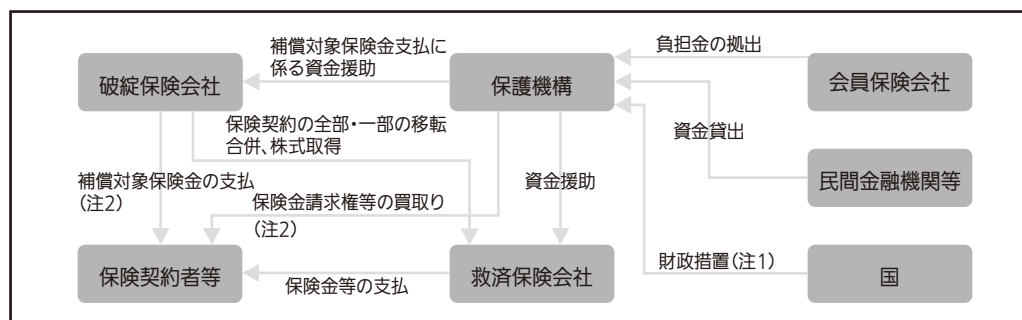 補償対象保険金支払に
係る資金援助
負担金の拠出
破綻保険会社
保護機構
会員保険会社
保険契約の全部・一部の移転
合併、株式取得
資金貸出
補償対象保険金の支払
(注2)
資金援助
民間金融機関等
保険金請求権等の買取り
(注2)
財政措置(注1)
保険契約者等
保険金等の支払
救済保険会社
国